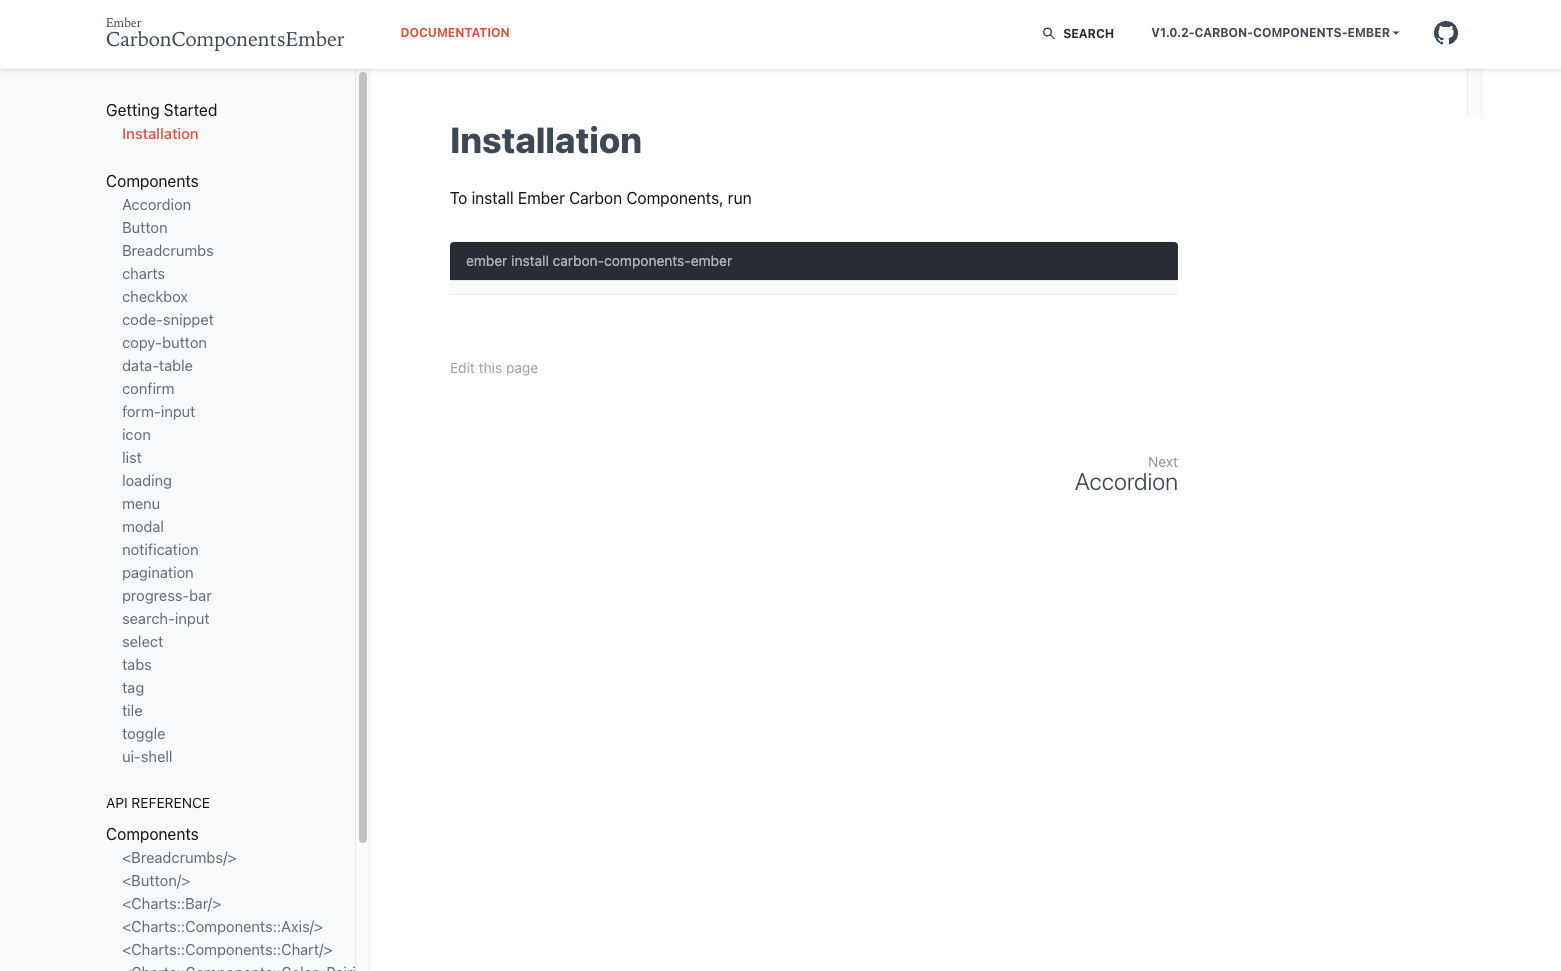 Ember
CarbonComponentsEmber
DOCUMENTATION
SEARCH
V1.0.2-CARBON-COMPONENTS-EMBER
Getting Started
Installation
Components
Accordion
Button
Breadcrumbs
charts
checkbox
code-snippet
copy-button
data-table
confirm
form-input
icon
list
loading
menu
modal
notification
pagination
progress-bar
search-input
select
tabs
tag
tile
toggle
ui-shell
API REFERENCE
Components
<Breadcrumbs/>
<Button/>
<Charts::Bar/>
<Charts::Components::Axis/>
<Charts::Components::Chart/>
Installation
To install Ember Carbon Components, run
ember install carbon-components-ember
Edit this page
Next
Accordion